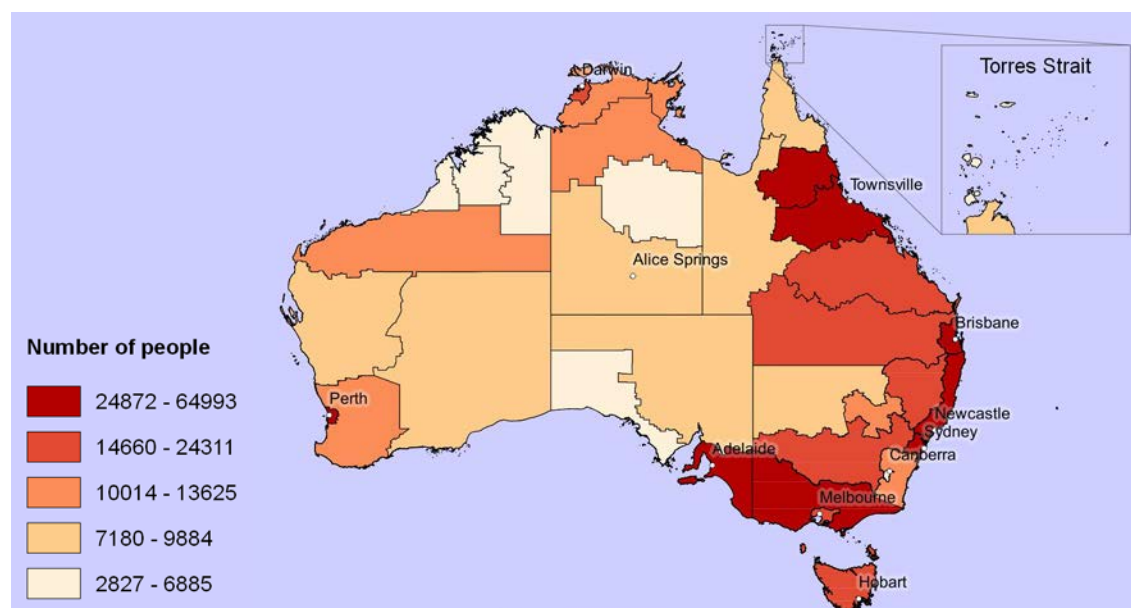 Torres Strait
Darwin
Townsville
Alice Springs
Brisbane
Number of people
24872 - 64993
14660 - 24311
10014 - 13625
7180 - 9884
2827 - 6885
Perth
Newcastle
Sydney
Adelaide
Canberra
Melbourne
Hobart